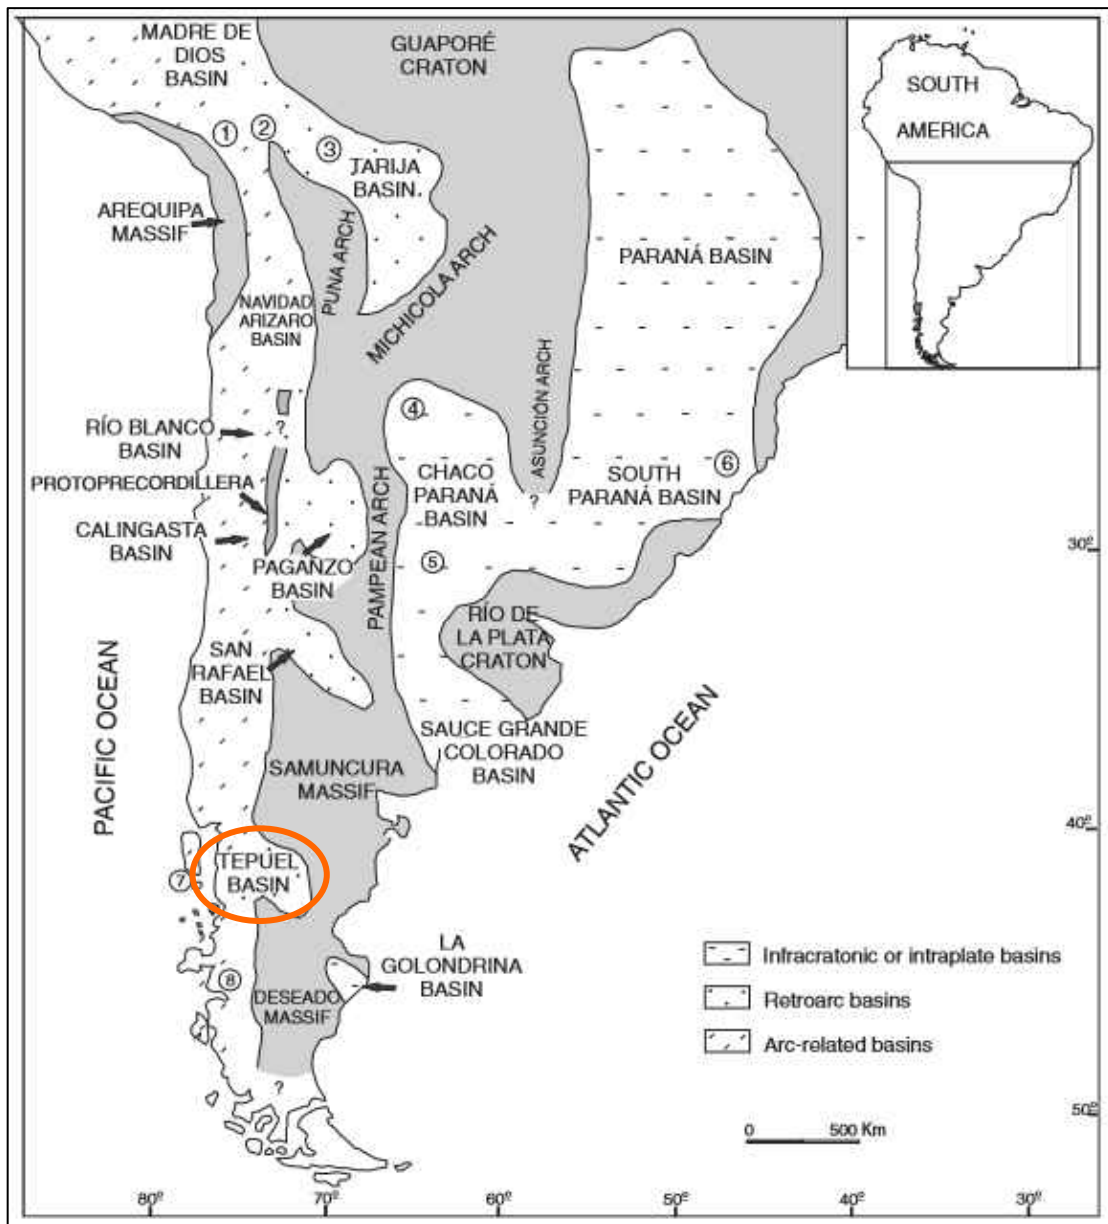 MADRE DE
DIOS
BASIN
GUAPORÉ
CRATON
SOUTH
AMERICA
1
2
3
TARIJA
BASIN
AREQUIPA
MASSIF
PUNA ARCH
MICHICOLA ARCH
PARANÁ BASIN
NAVIDAD
ARIZARO
BASIN
ASUNCIÓN ARCH
4
RÍO BLANCO
BASIN
?
CHACO
PARANÁ
BASIN
SOUTH
PARANÁ BASIN
6
?
PROTOPRECORDILLERA
CALINGASTA
BASIN
PAGANZO
BASIN
PAMPEAN ARCH
5
30º
RÍO DE
LA PLATA
CRATON
SAN
RAFAEL
BASIN
PACIFIC OCEAN
SAUCE GRANDE
COLORADO
BASIN
ATLANTIC OCEAN
SAMUNCURA
MASSIF
40º
TEPUEL
BASIN
7
LA
GOLONDRINA
BASIN
8
DESEADO
MASSIF
Infracratonic or intraplate basins
Retroarc basins
Arc-related basins
?
50º
0 500 Km
80º 70º 60º 50º 40º 30º